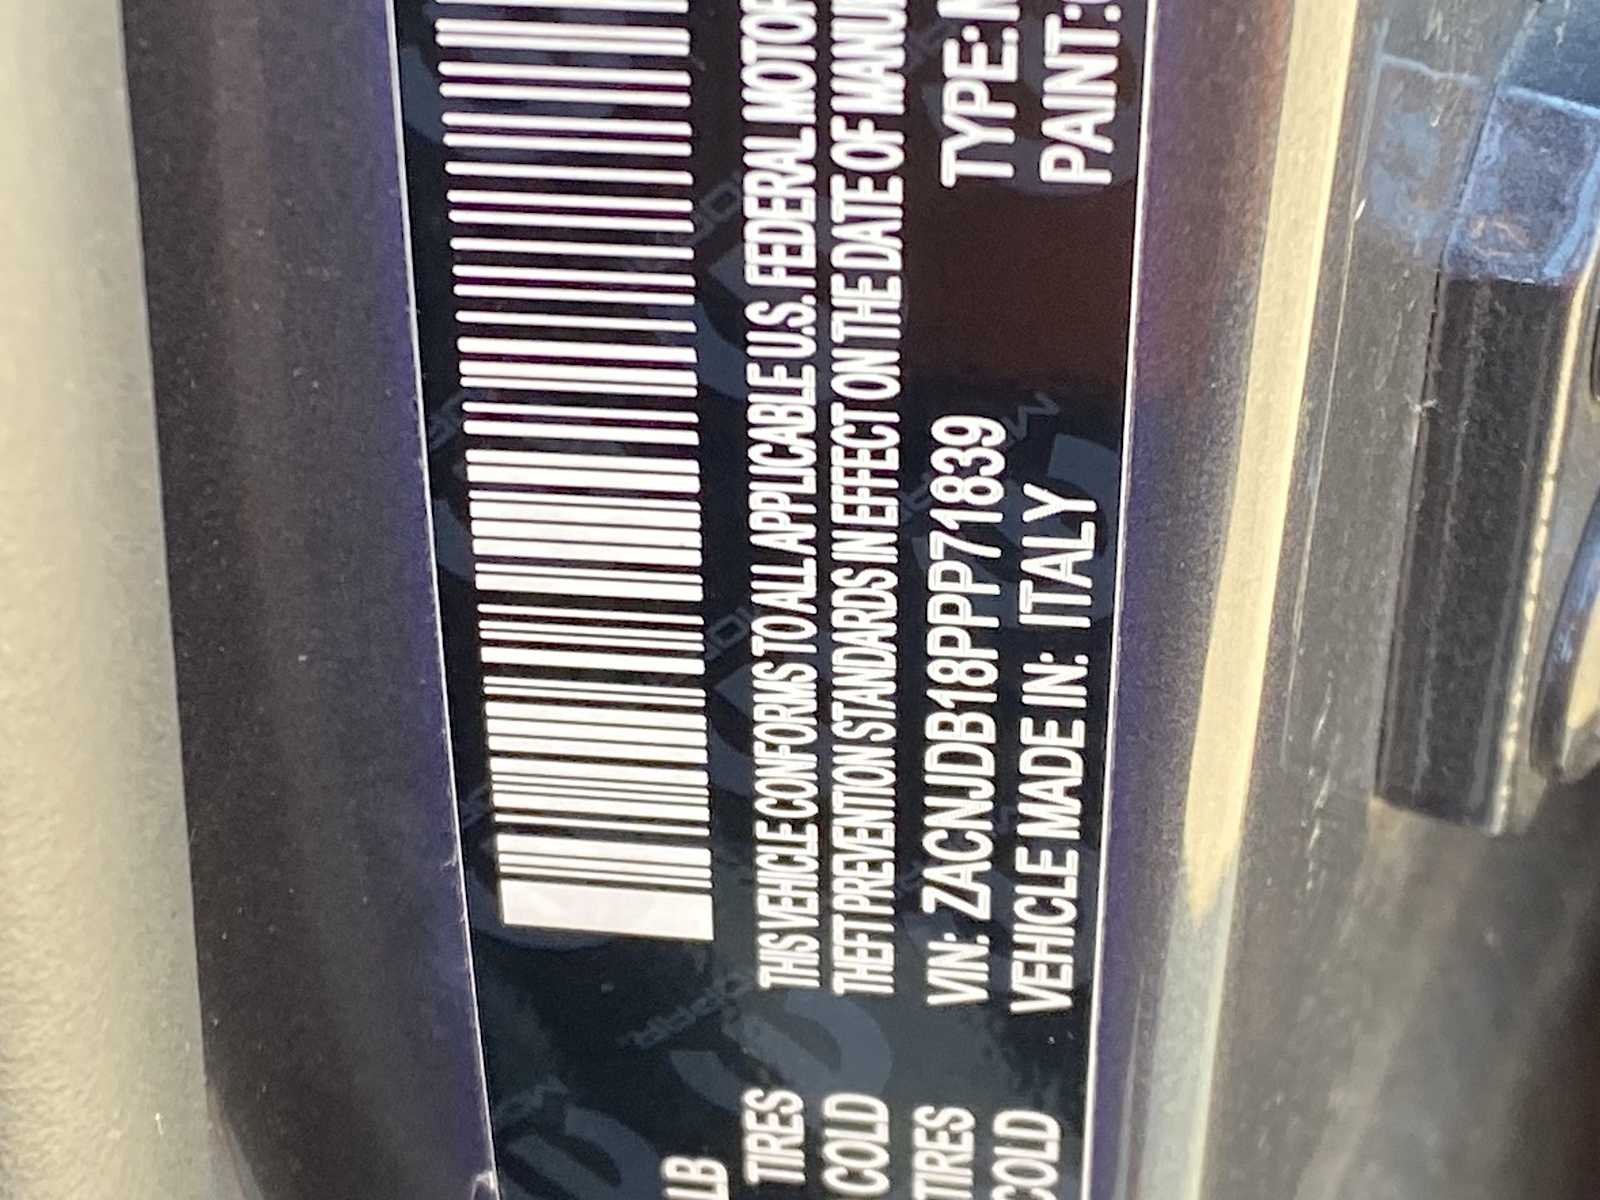 LB
TIRES
COLD
TIRES
COLD
THIS VEHICLE CONFORMS TO ALL APPLICABLE U.S. FEDERAL MOTOR
THEFT PREVENTION STANDARDS IN EFFECT ON THE DATE OF MANU
VIN: ZACNJDB18PPP71839 TYPE: M
VEHICLE MADE IN: ITALY PAINT:
MOPAR